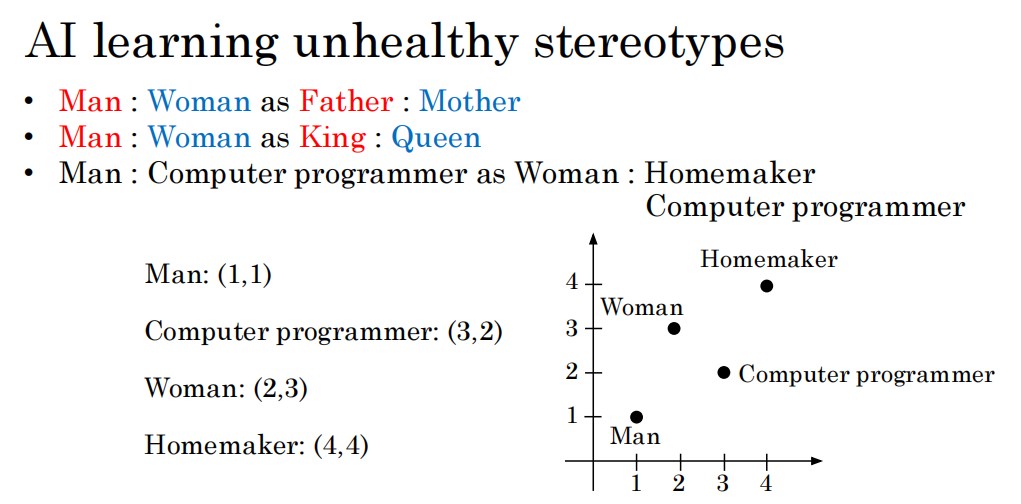 AI learning unhealthy stereotypes
• Man : Woman as Father : Mother
• Man : Woman as King : Queen
• Man : Computer programmer as Woman : Homemaker
Computer programmer
Man: (1,1)
Computer programmer: (3,2)
Woman: (2,3)
Homemaker: (4,4)
Homemaker
4
Woman
3
2
Computer programmer
1
Man
1 2 3 4